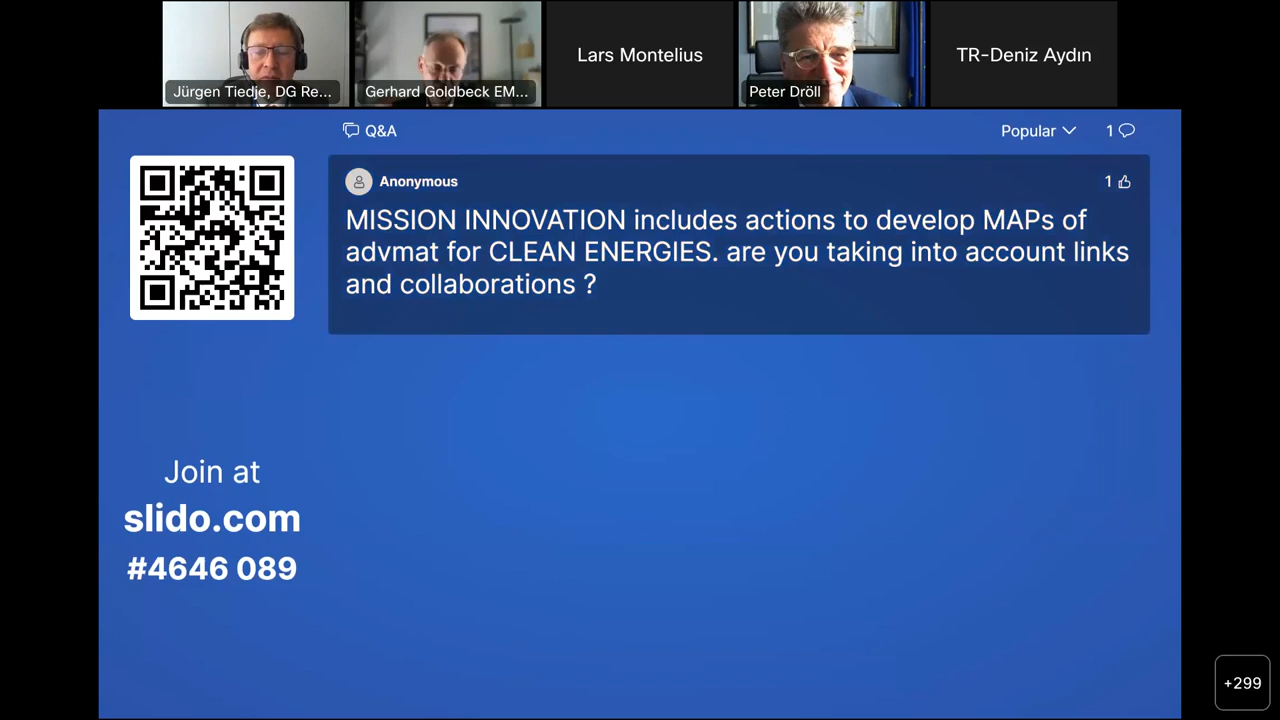 Jürgen Tiedje, DG Re...
Gerhard Goldbeck EM...
Lars Montelius
Peter Dröll
TR-Deniz Aydın
Q&A
Popular
1
Anonymous
1
MISSION INNOVATION includes actions to develop MAPs of
advmat for CLEAN ENERGIES. are you taking into account links
and collaborations ?
Join at
slido.com
#4646 089
+299